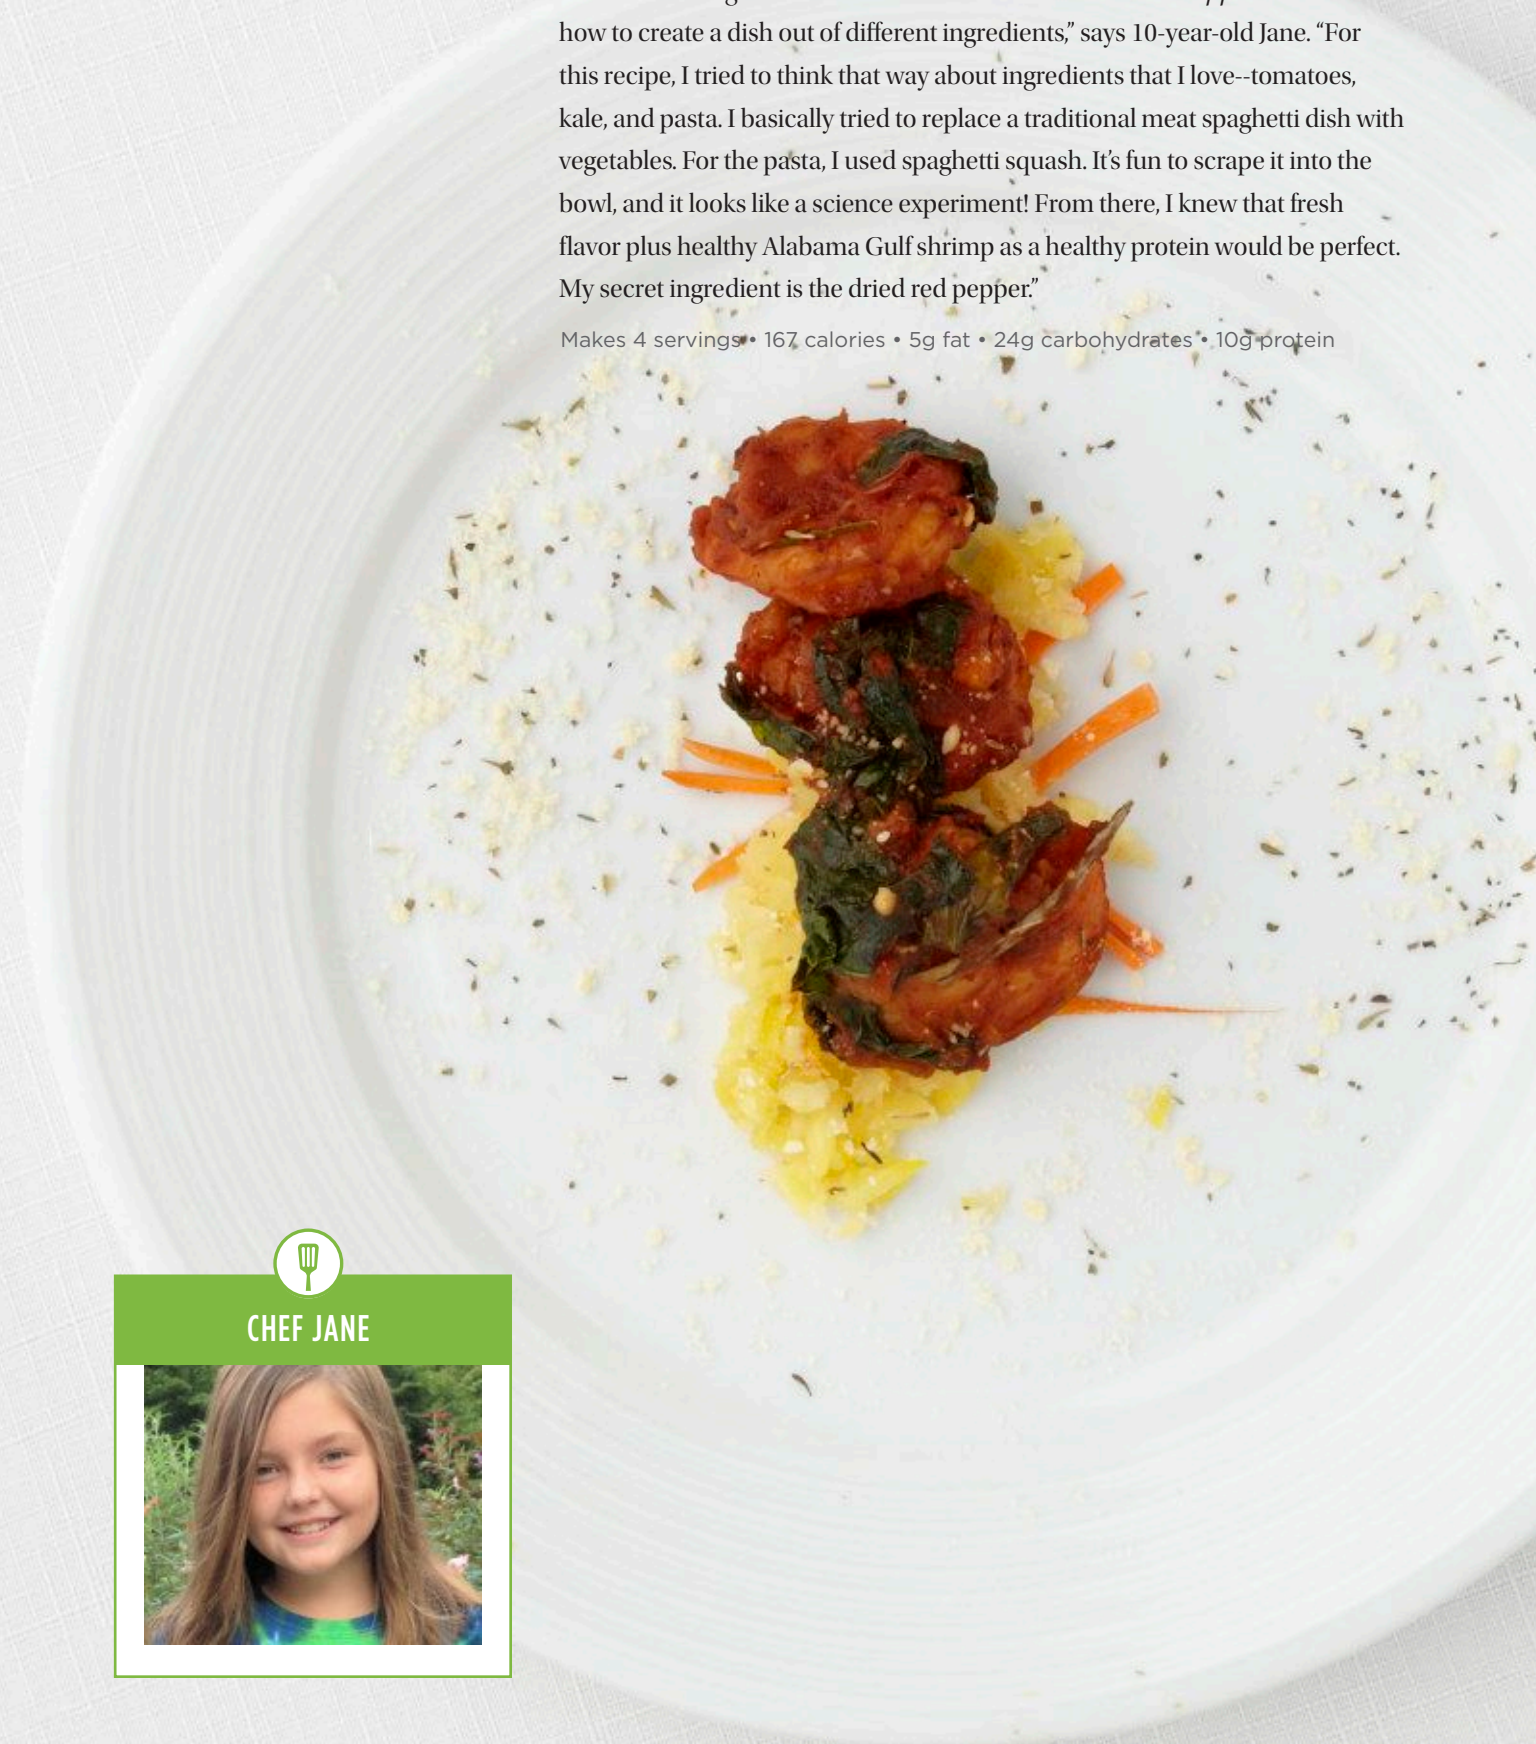 how to create a dish out of different ingredients,” says 10-year-old Jane. “For
this recipe, I tried to think that way about ingredients that I love--tomatoes,
kale, and pasta. I basically tried to replace a traditional meat spaghetti dish with
vegetables. For the pasta, I used spaghetti squash. It’s fun to scrape it into the
bowl, and it looks like a science experiment! From there, I knew that fresh
flavor plus healthy Alabama Gulf shrimp as a healthy protein would be perfect.
My secret ingredient is the dried red pepper.”
Makes 4 servings • 167 calories • 5g fat • 24g carbohydrates • 10g protein
CHEF JANE